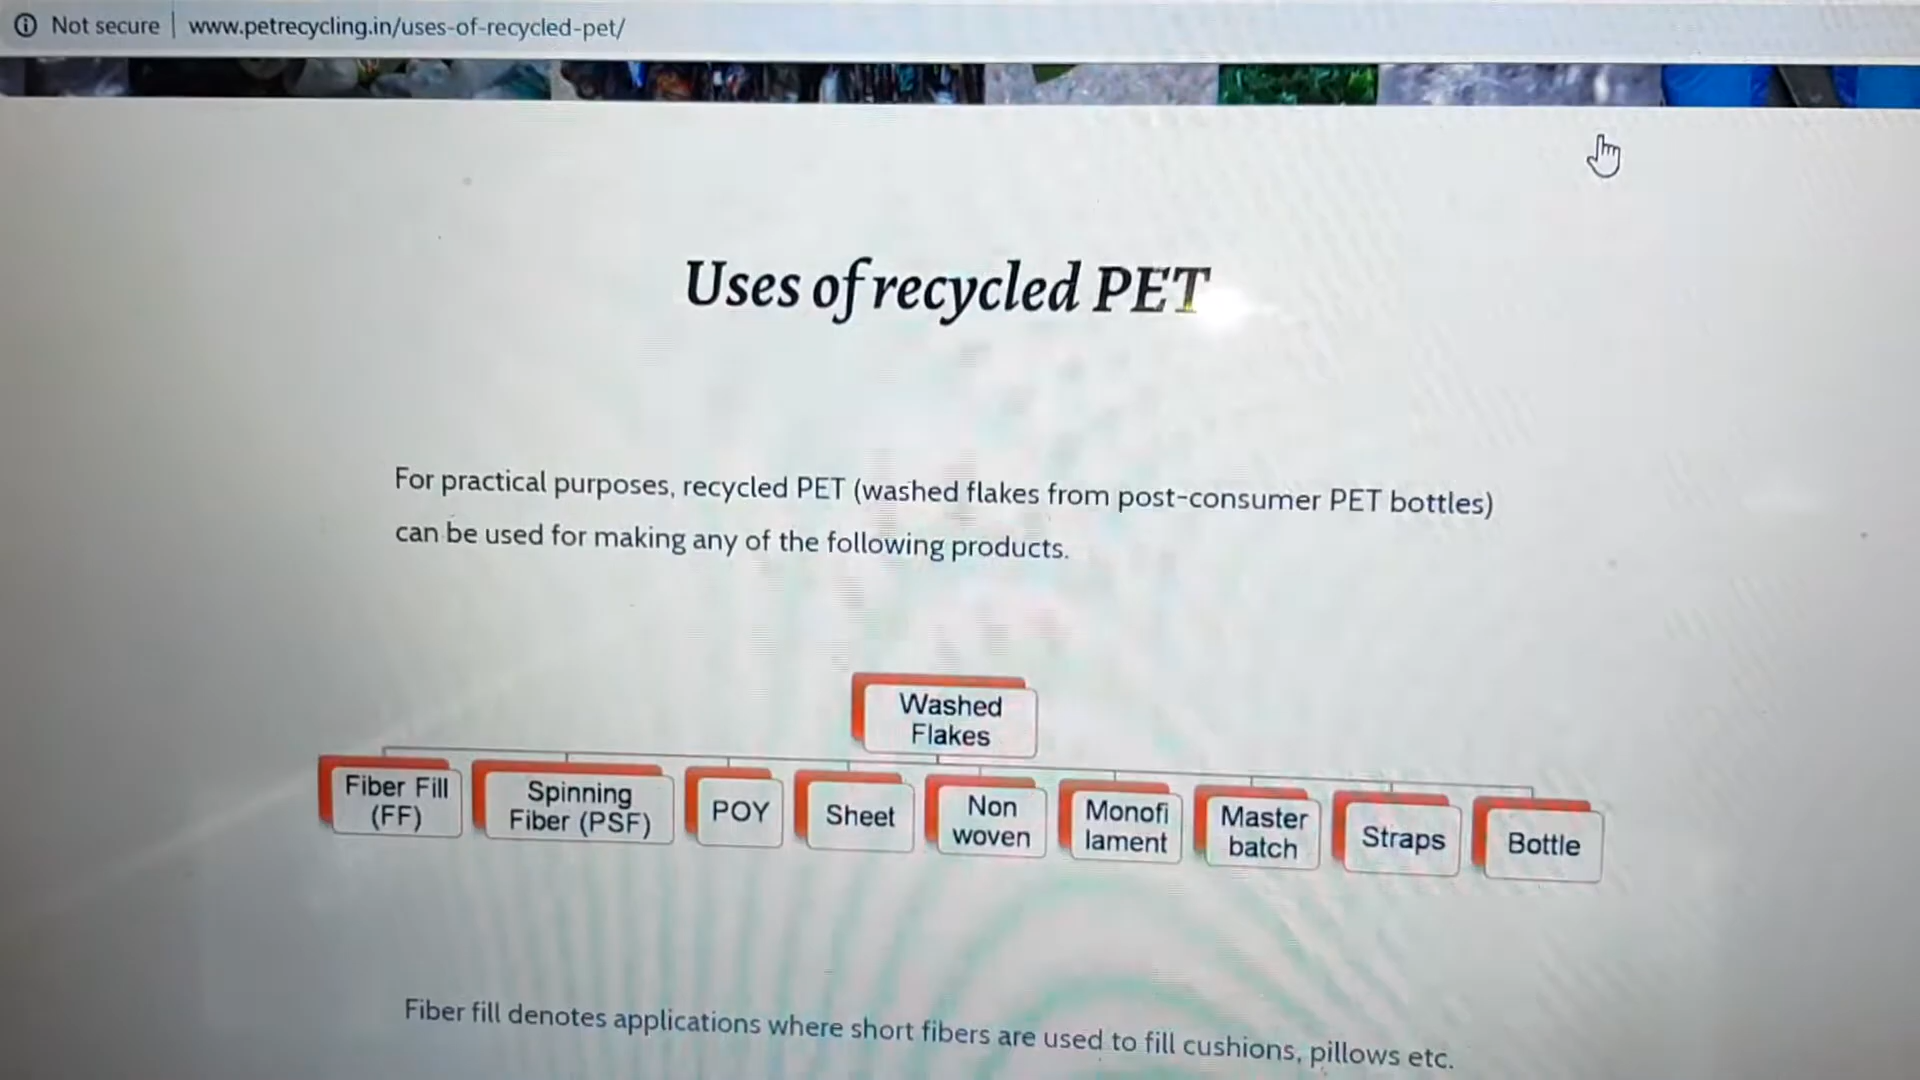 Not secure | www.petrecycling.in/uses-of-recycled-pet/
Uses of recycled PET
For practical purposes, recycled PET (washed flakes from post-consumer PET bottles)
can be used for making any of the following products.
Washed
Flakes
Fiber Fill
(FF)
Spinning
Fiber (PSF)
POY
Sheet
Non
woven
Monofi
lament
Master
batch
Straps
Bottle
Fiber fill denotes applications where short fibers are used to fill cushions, pillows etc.